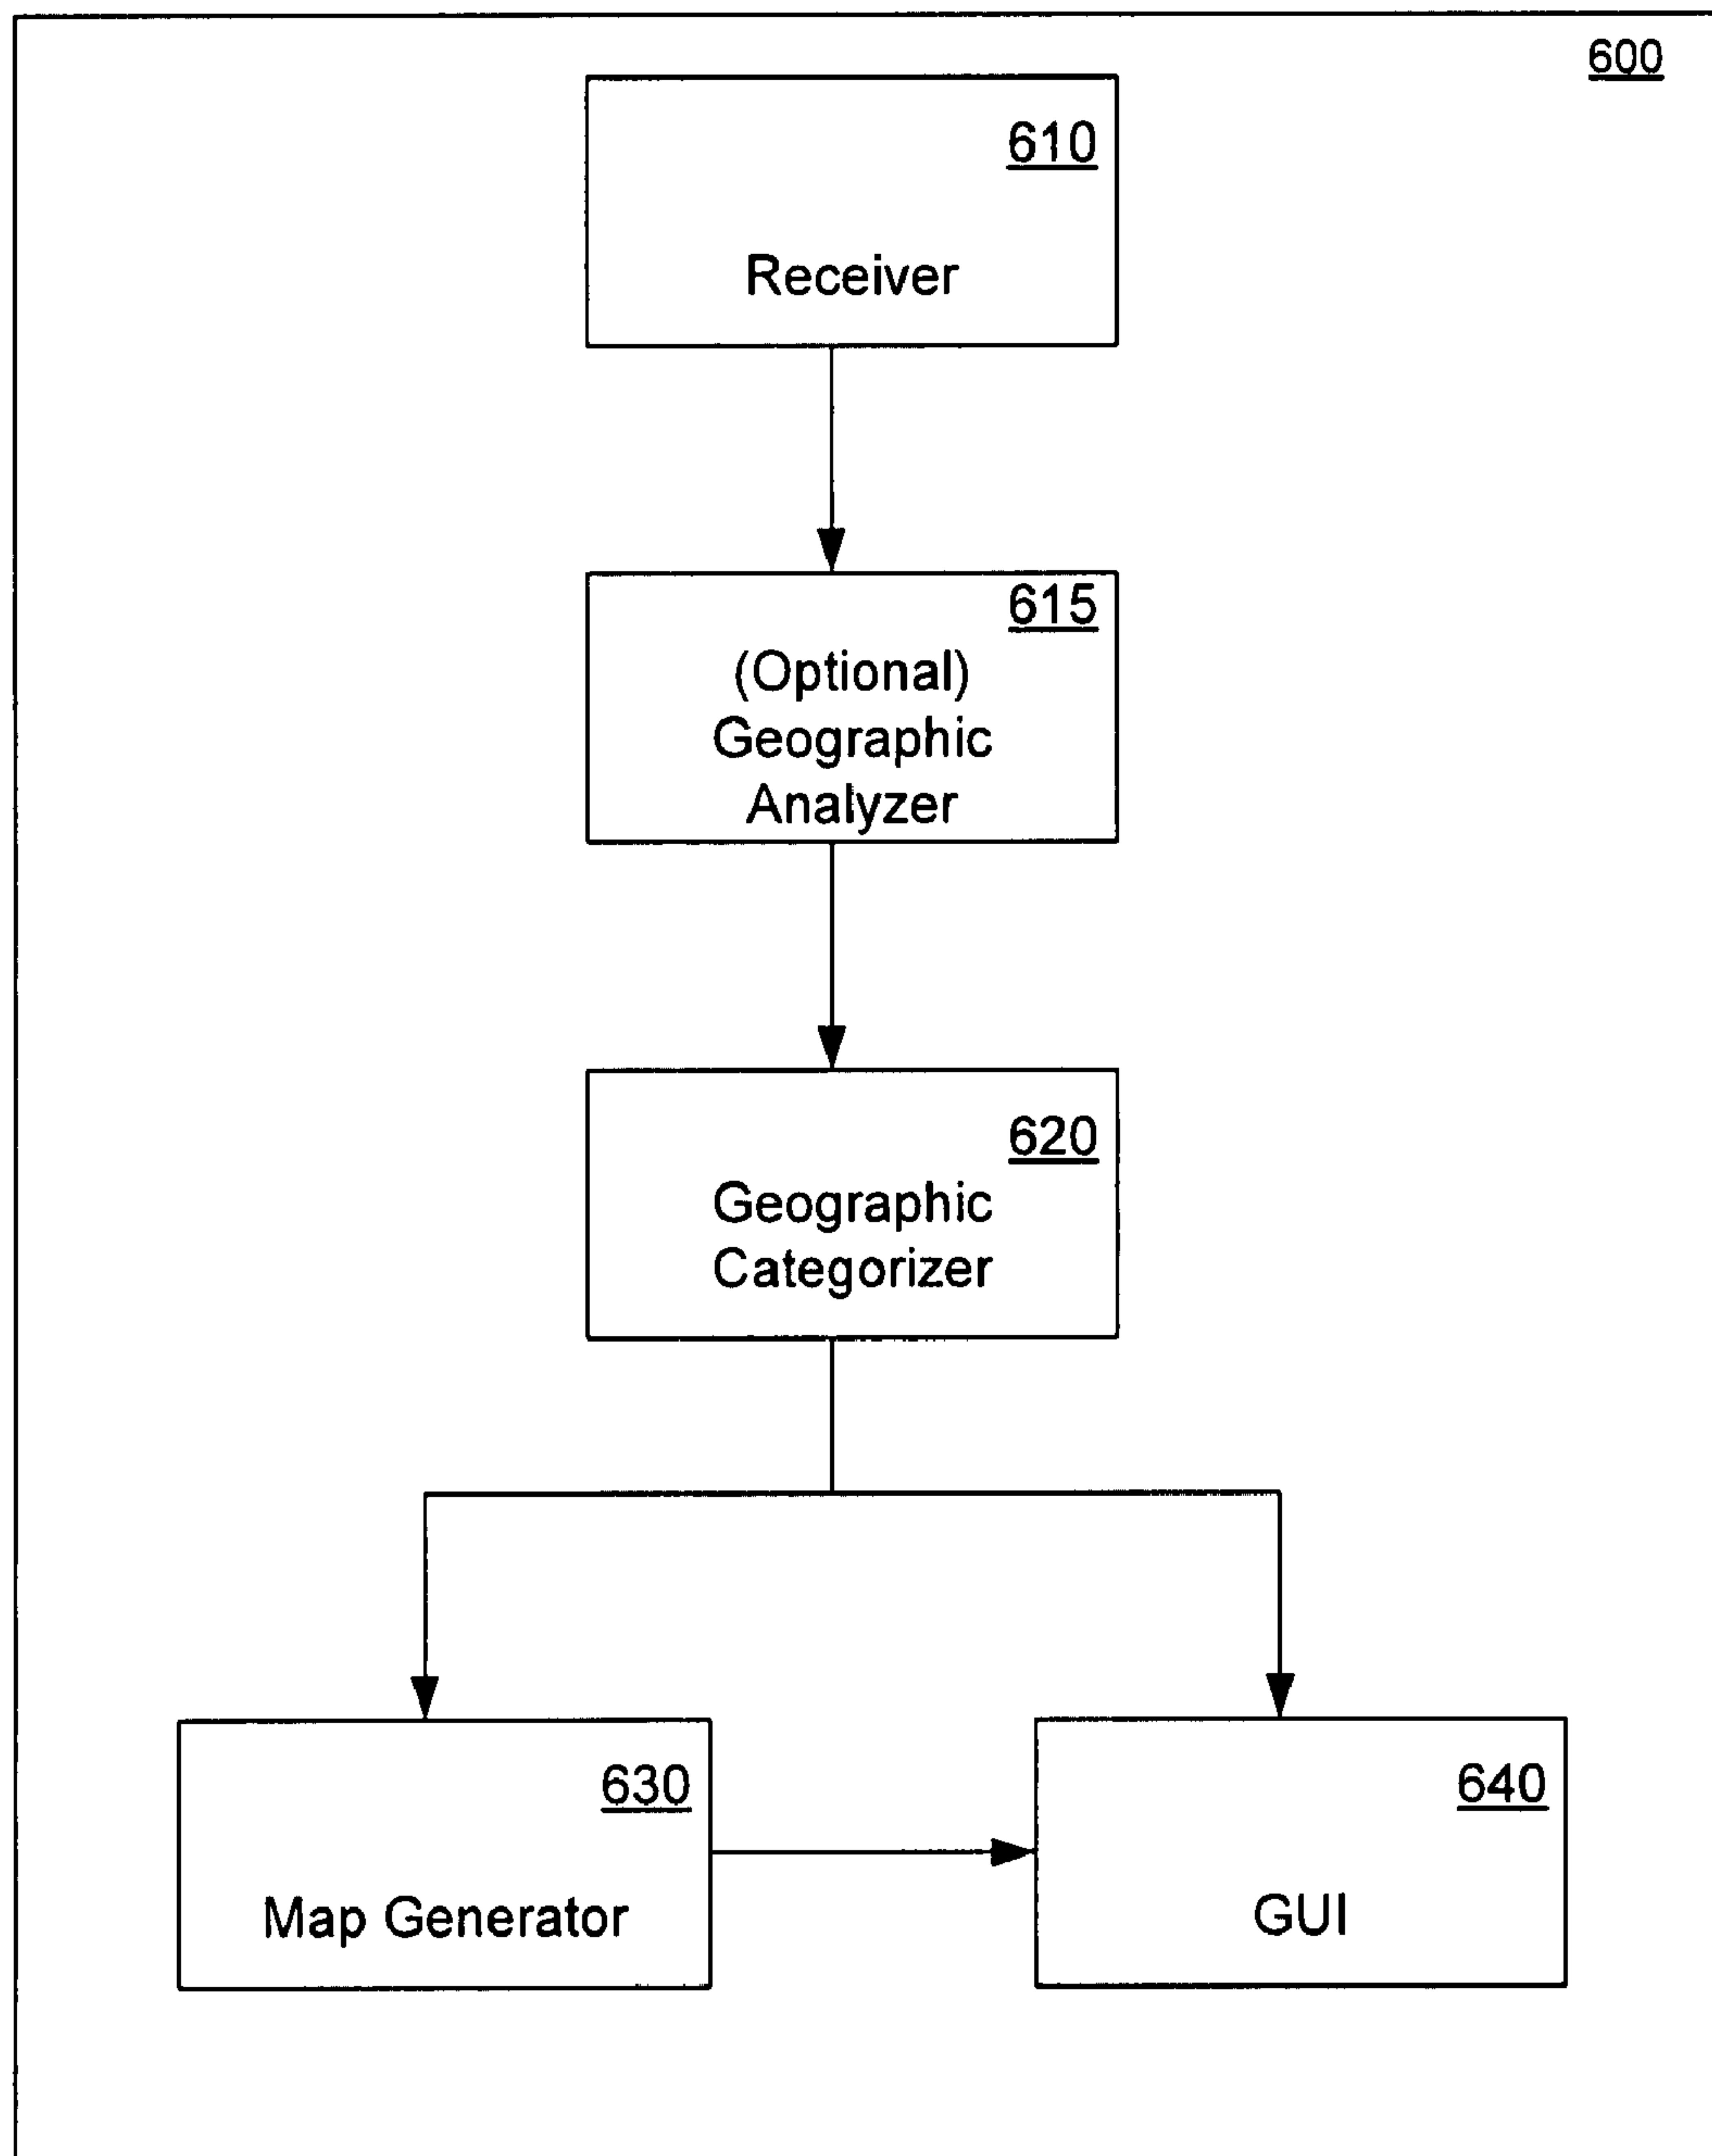 600
610
Receiver
615
(Optional)
Geographic
Analyzer
620
Geographic
Categorizer
630
Map Generator
640
GUI